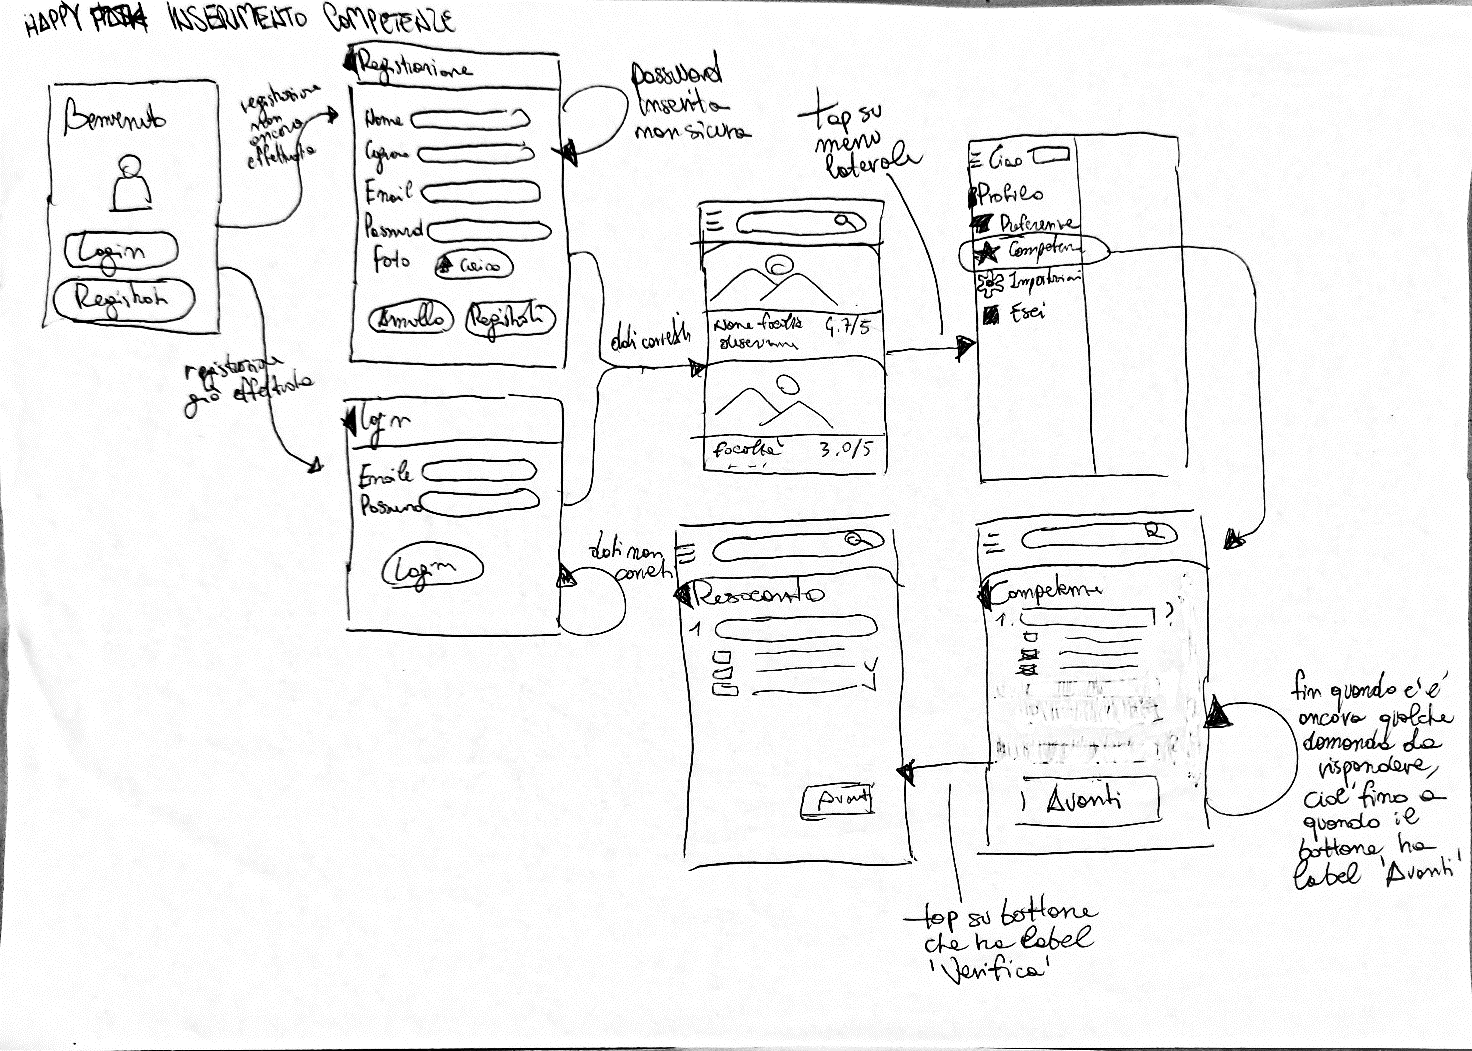 HAPPY PATH INSERIMENTO COMPETENZE
Benvenuto
Login
Registrati
registrazione
non
ancora
effettuata
registrazione
già effettuata
Registrazione
Nome
Cognome
Email
Password
Foto
Carica
Annulla
Registrati
password
inserita
non sicura
Login
Email
Password
Login
dati corretti
dati non
corretti
Nome facoltà
4.7/5
facoltà
3.0/5
tap su
menu
laterale
Ciao
Profilo
Preferenze
Competenze
Impostazioni
Esci
Competenze
1.
?
Avanti
fin quando c'è
ancora qualche
domanda da
rispondere,
cioè fino a
quando il
bottone ha
label 'Avanti'
Resoconto
1
Avanti
tap su bottone
che ha label
'Verifica'